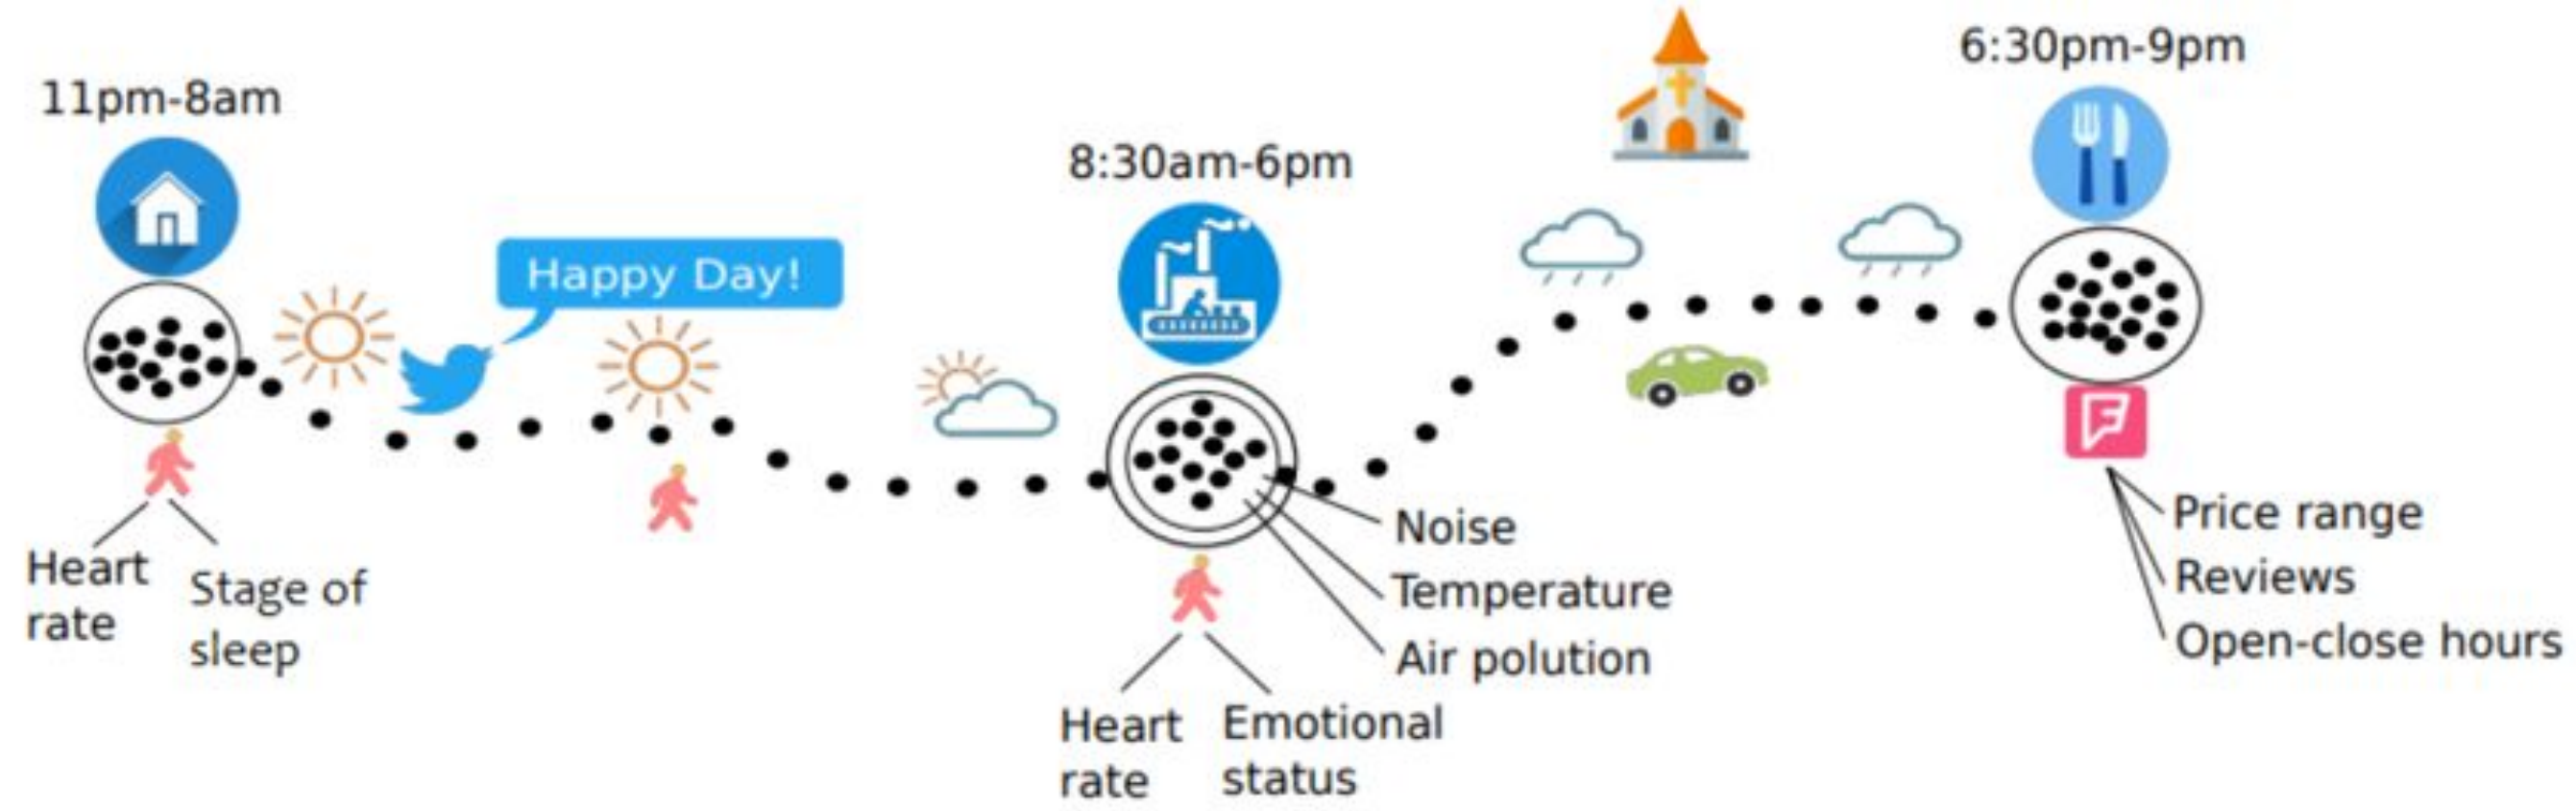 11pm-8am
Happy Day!
Heart
rate
Stage of
sleep
8:30am-6pm
Noise
Temperature
Air polution
Heart
rate
Emotional
status
6:30pm-9pm
Price range
Reviews
Open-close hours